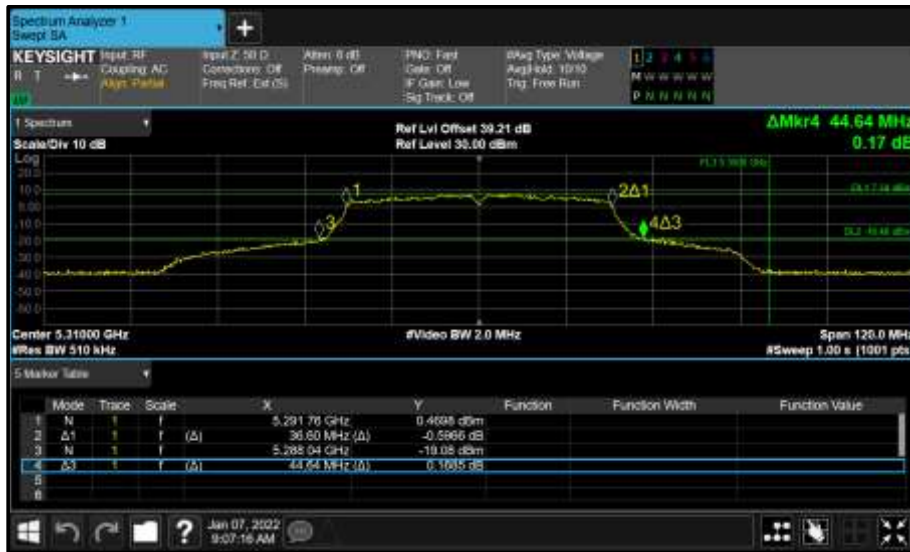 Spectrum Analyzer 1
Swept SA
+
KEYSIGHT
R T
Input: RF
Coupling: AC
Align: Partial
Input Z: 50 Ω
Corrections: Off
Freq Ref: Ext (S)
Atten: 6 dB
Preamp: Off
PNO: Fast
Gate: Off
IF Gain: Low
Sig Track: Off
#Avg Type: Voltage
Avg|Hold: 10/10
Trig: Free Run
1 2 3 4 5 6
M W W W W W
P N N N N N
1 Spectrum
Scale/Div 10 dB
Ref Lvl Offset 39.21 dB
Ref Level 30.00 dBm
ΔMkr4 44.64 MHz
0.17 dB
Log
20.0
10.0
0.00
-10.0
-20.0
-30.0
-40.0
-50.0
1
2Δ1
3
4Δ3
Center 5.31000 GHz
#Res BW 510 kHz
#Video BW 2.0 MHz
Span 120.0 MHz
#Sweep 1.00 s (1001 pts
5 Marker Table
Mode Trace Scale X Y Function Function Width Function Value
1 N 1 f 5.291 76 GHz 0.4698 dBm
2 Δ1 1 f (Δ) 36.60 MHz (Δ) -0.5966 dB
3 N 1 f 5.288 04 GHz -19.08 dBm
4 Δ3 1 f (Δ) 44.64 MHz (Δ) 0.1685 dB
5
6
?
Jan 07, 2022
9:07:16 AM